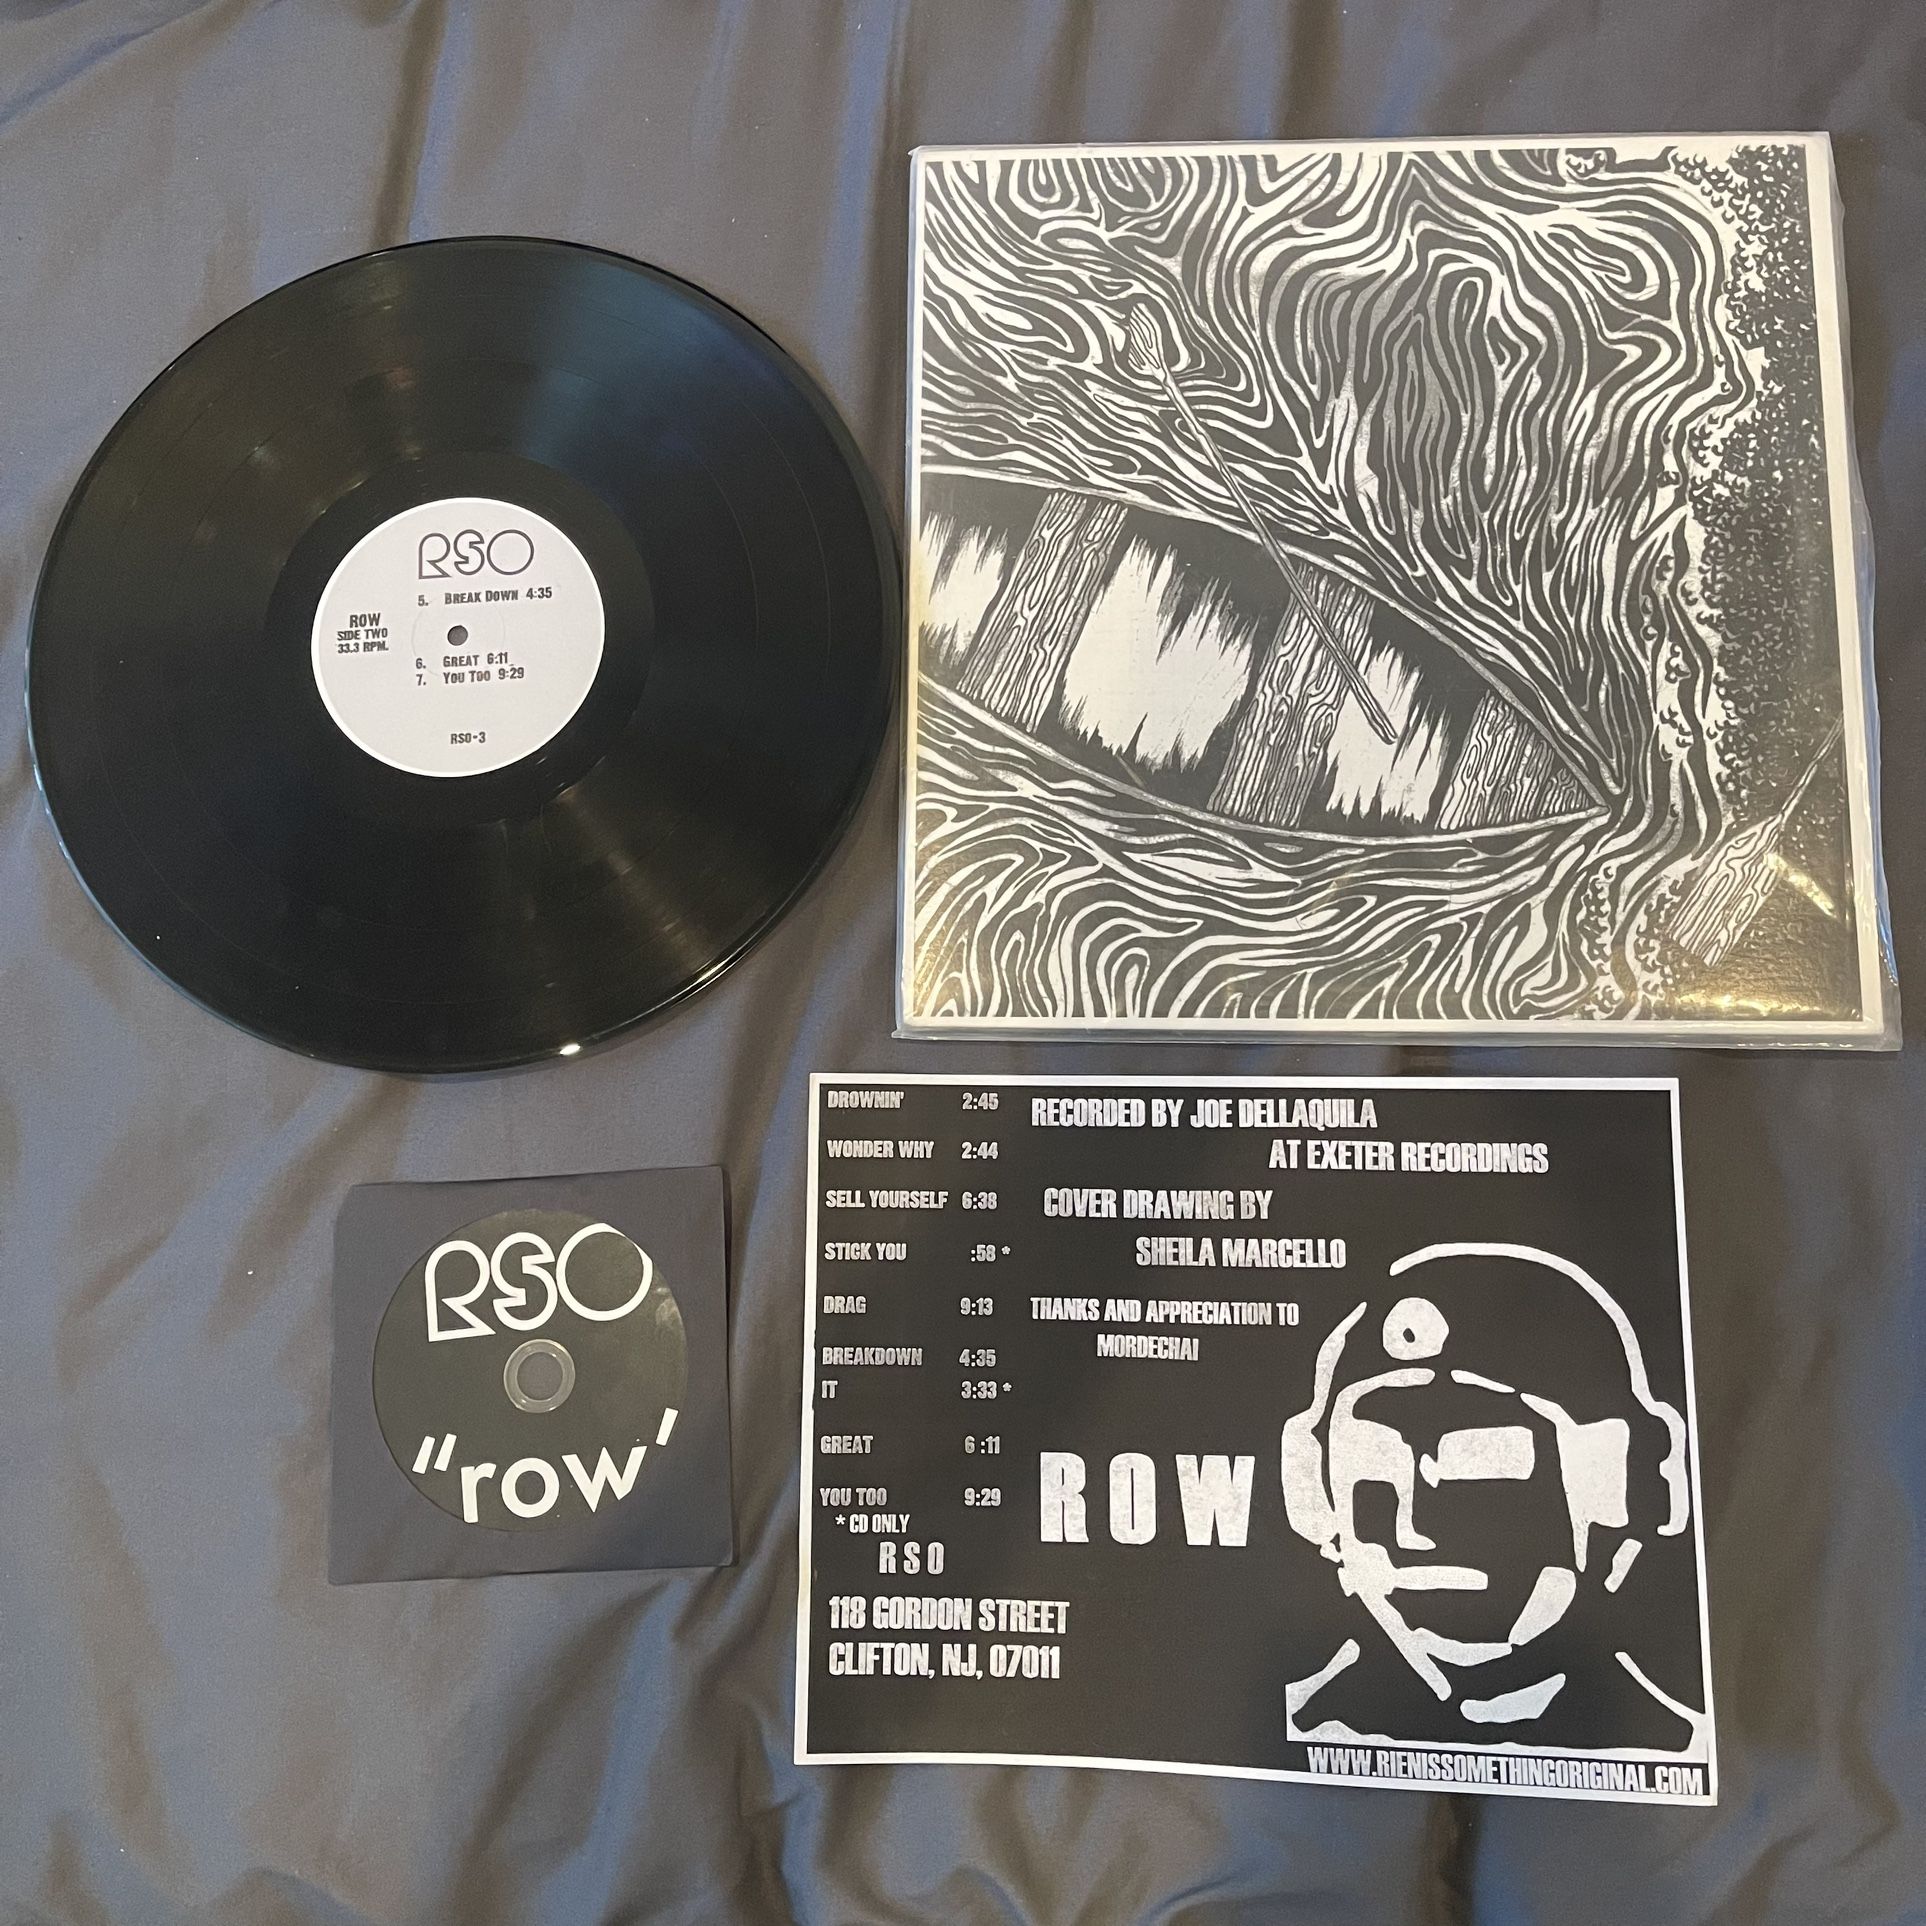 RSO
5. BREAK DOWN 4:35
ROW
SIDE TWO
33.3 RPM.
6. GREAT 6:11
7. YOU TOO 9:29
RSO-3
RSO
"row'
DROWNIN' 2:45
WONDER WHY 2:44
SELL YOURSELF 6:38
STICK YOU :58 *
DRAG 9:13
BREAKDOWN 4:35
IT 3:33 *
GREAT 6:11
YOU TOO 9:29
* CD ONLY
RSO
118 GORDON STREET
CLIFTON, NJ, 07011
RECORDED BY JOE DELLAQUILA
AT EXETER RECORDINGS
COVER DRAWING BY
SHEILA MARCELLO
THANKS AND APPRECIATION TO
MORDECHAI
ROW
WWW.RIENISSOMETHINGORIGINAL.COM